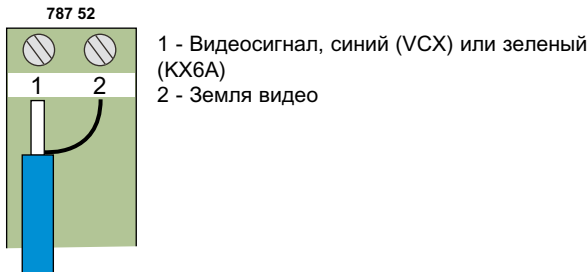 787 52
1 2
1 - Видеосигнал, синий (VCX) или зеленый
(KX6A)
2 - Земля видео